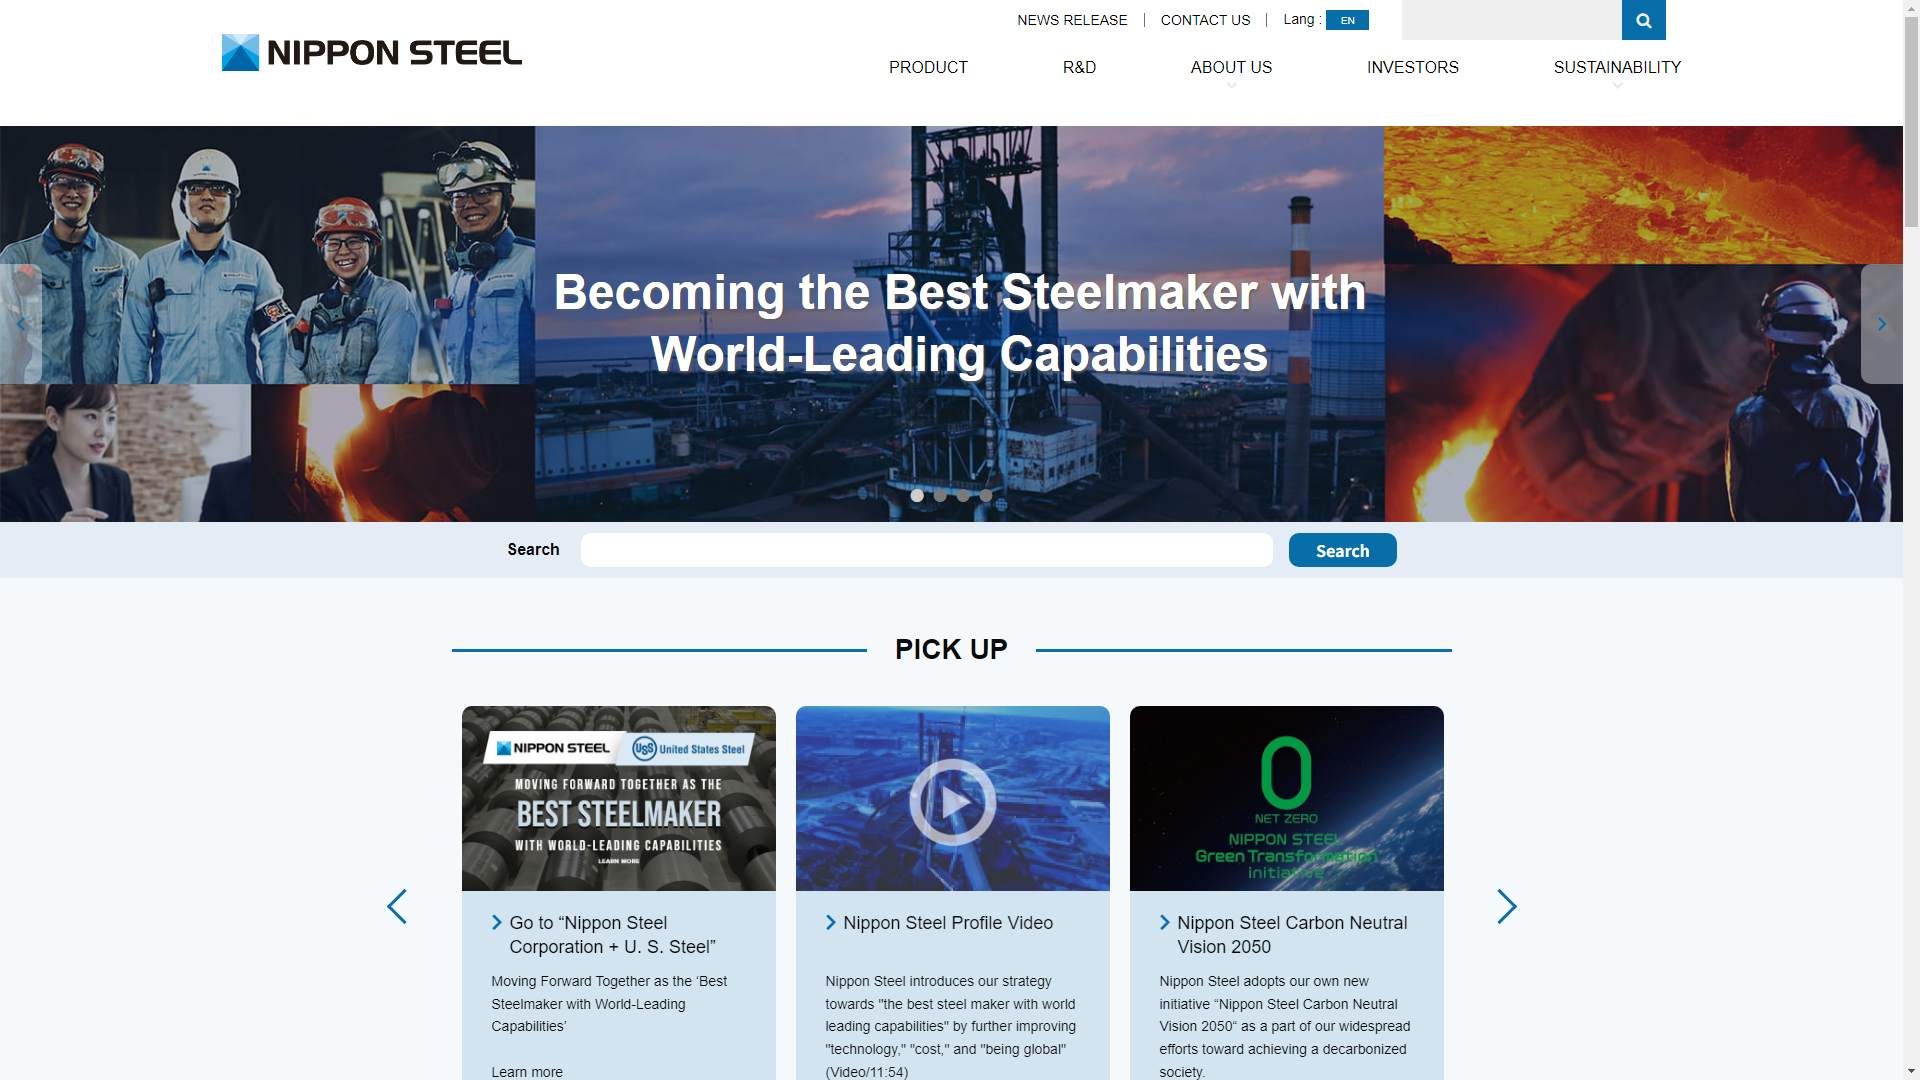 NEWS RELEASE
CONTACT US
Lang :
EN
NIPPON STEEL
PRODUCT
R&D
ABOUT US
INVESTORS
SUSTAINABILITY
Becoming the Best Steelmaker with
World-Leading Capabilities
Search
Search
PICK UP
NIPPON STEEL
USS United States Steel
MOVING FORWARD TOGETHER AS THE
BEST STEELMAKER
WITH WORLD-LEADING CAPABILITIES
LEARN MORE
Go to “Nippon Steel
Corporation + U. S. Steel”
Moving Forward Together as the ‘Best
Steelmaker with World-Leading
Capabilities’
Learn more
Nippon Steel Profile Video
Nippon Steel introduces our strategy
towards "the best steel maker with world
leading capabilities" by further improving
"technology," "cost," and "being global"
(Video/11:54)
0
NET ZERO
NIPPON STEEL
Green Transformation
initiative
Nippon Steel Carbon Neutral
Vision 2050
Nippon Steel adopts our own new
initiative “Nippon Steel Carbon Neutral
Vision 2050“ as a part of our widespread
efforts toward achieving a decarbonized
society.